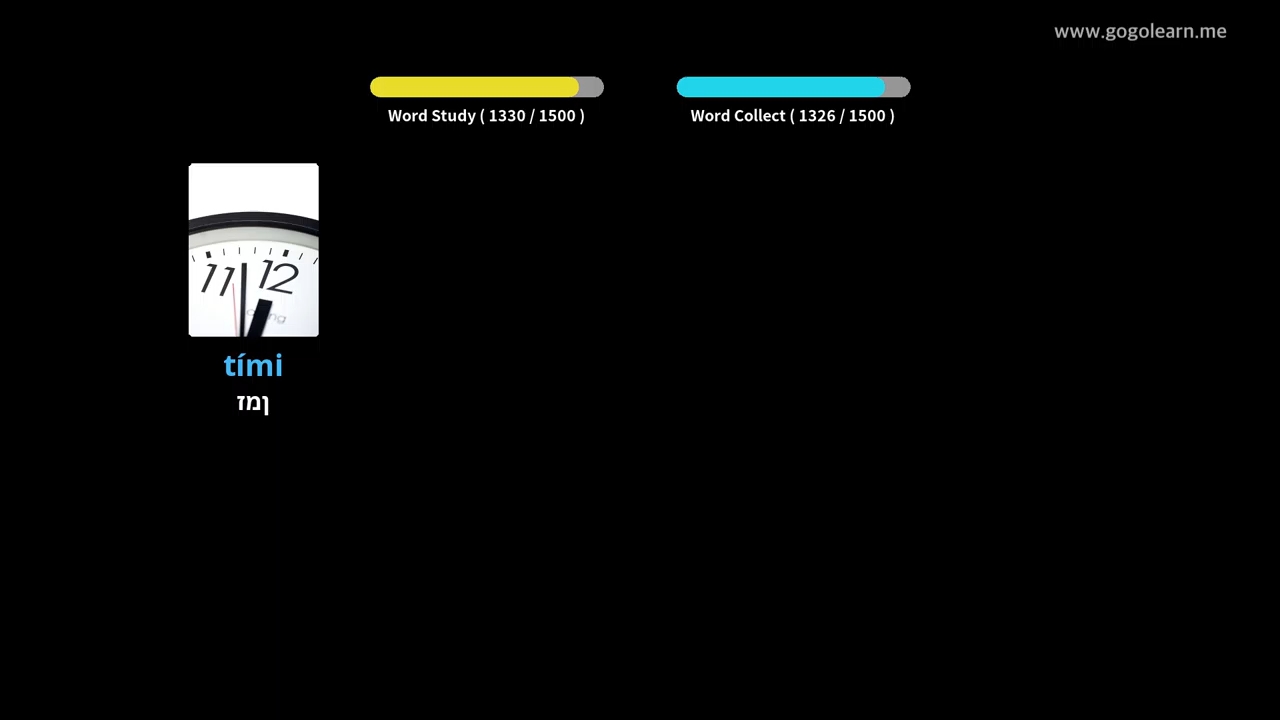 www.gogolearn.me
Word Study ( 1330 / 1500 )
Word Collect ( 1326 / 1500 )
11 12
tími
זמן